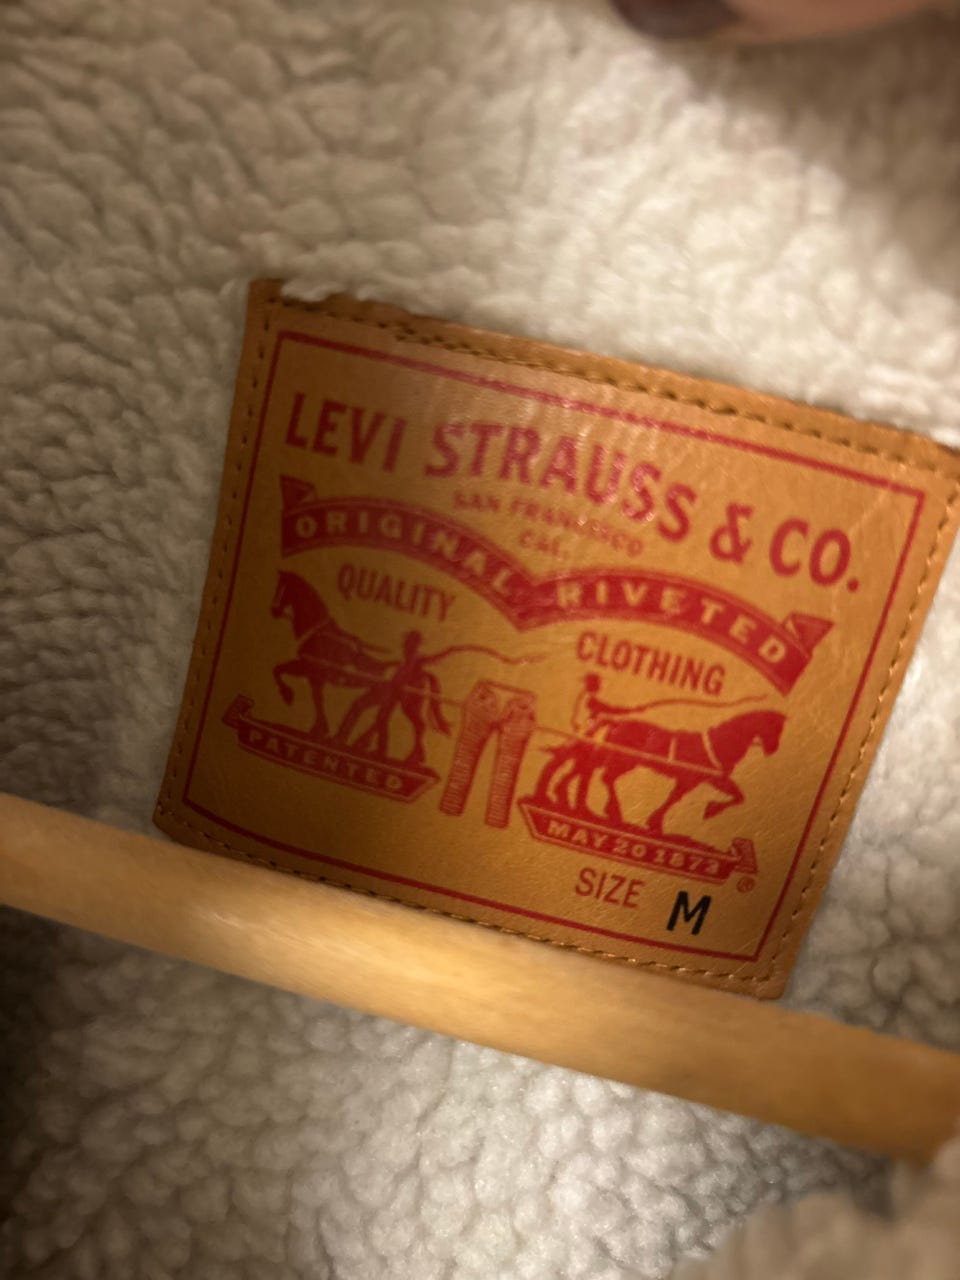 LEVI STRAUSS & CO.
SAN FRANCISCO
CAL.
ORIGINAL RIVETED
QUALITY
CLOTHING
PATENTED
MAY 20 1873
®
SIZE M